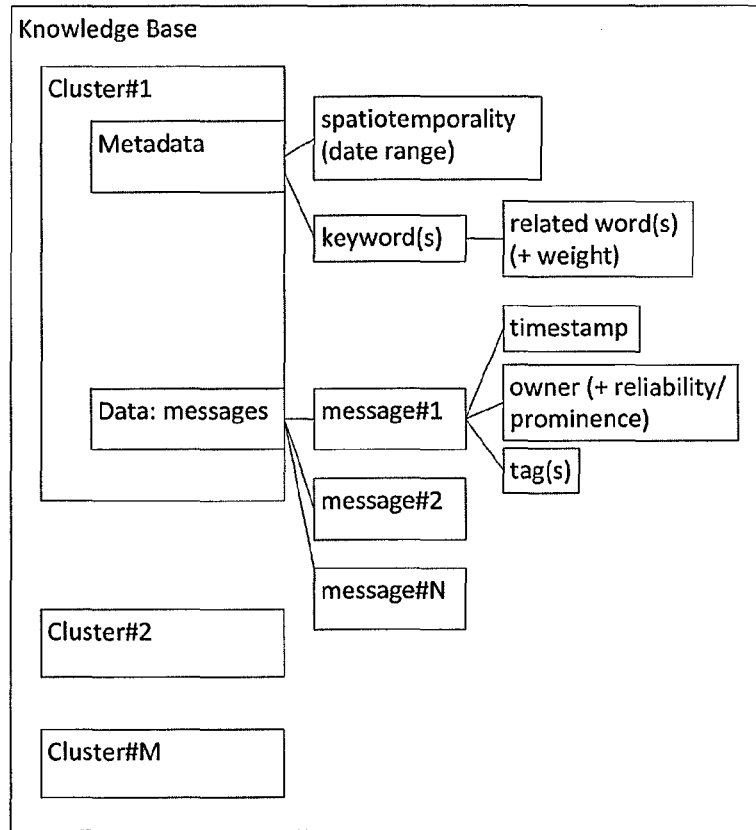 Knowledge Base
Cluster#1
Metadata
spatiotemporality
(date range)
keyword(s)
related word(s)
(+ weight)
timestamp
Data: messages
message#1
owner (+ reliability/
prominence)
tag(s)
message#2
message#N
Cluster#2
Cluster#M